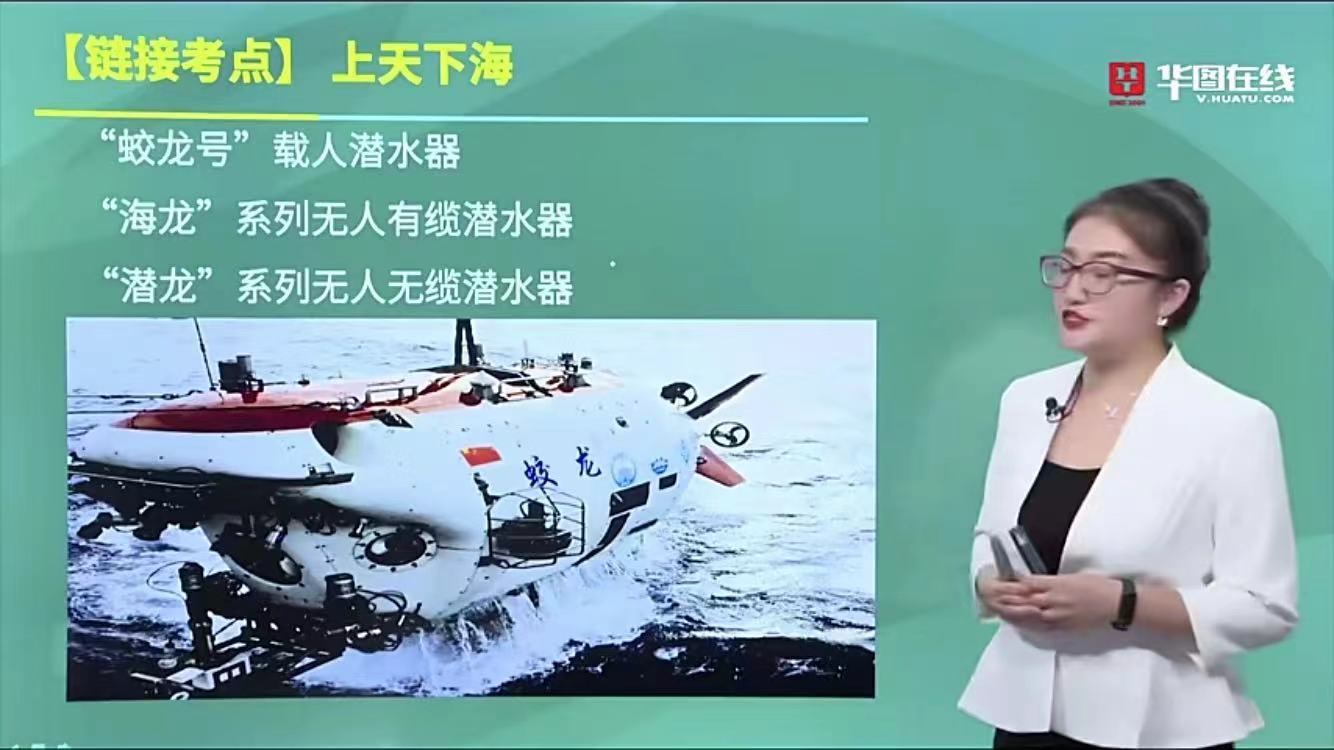 【链接考点】 上天下海
华图在线
V.HUATU.COM
“蛟龙号”载人潜水器
“海龙”系列无人有缆潜水器
“潜龙”系列无人无缆潜水器
蛟龙